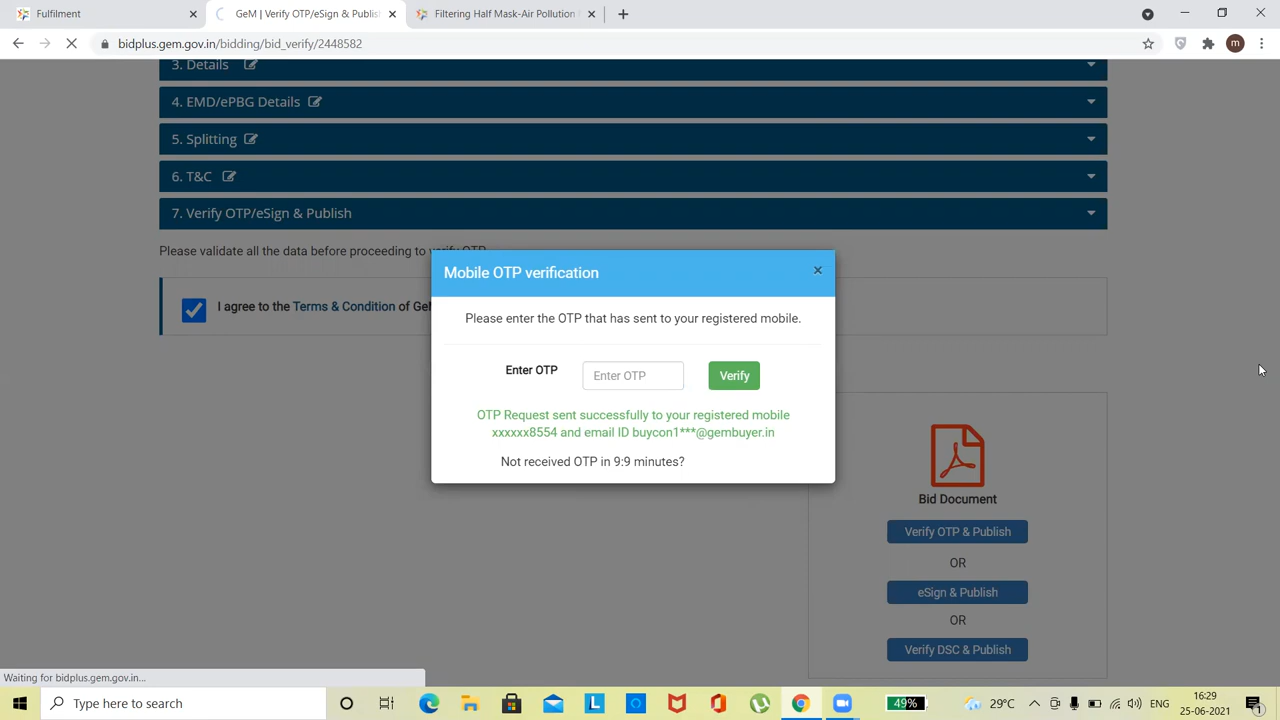 Fulfilment
GeM | Verify OTP/eSign & Publis
Filtering Half Mask-Air Pollution
bidplus.gem.gov.in/bidding/bid_verify/2448582
m
3. Details
4. EMD/ePBG Details
5. Splitting
6. T&C
7. Verify OTP/eSign & Publish
Please validate all the data before proceeding to verify OTP
I agree to the Terms & Condition of GeM
Mobile OTP verification
×
Please enter the OTP that has sent to your registered mobile.
Enter OTP
Enter OTP
Verify
OTP Request sent successfully to your registered mobile
xxxxxx8554 and email ID buycon1***@gembuyer.in
Not received OTP in 9:9 minutes?
Bid Document
Verify OTP & Publish
OR
eSign & Publish
OR
Verify DSC & Publish
Waiting for bidplus.gem.gov.in...
Type here to search
L
49%
29°C
ENG
16:29
25-06-2021
1